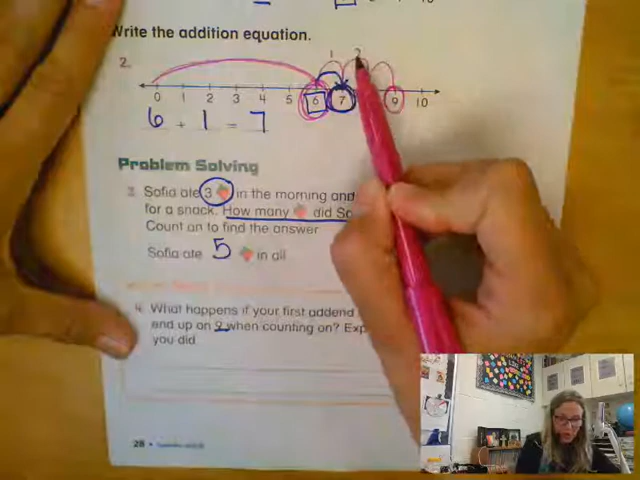 Write the addition equation.
1 2
2.
0 1 2 3 4 5 6 7 9 10
6 + 1 = 7
Problem Solving
3. Sofia ate 3 in the morning and
for a snack. How many did So
Count on to find the answer
Sofia ate 5 in all
4. What happens if your first addend
end up on 9 when counting on? Exp
you did
28